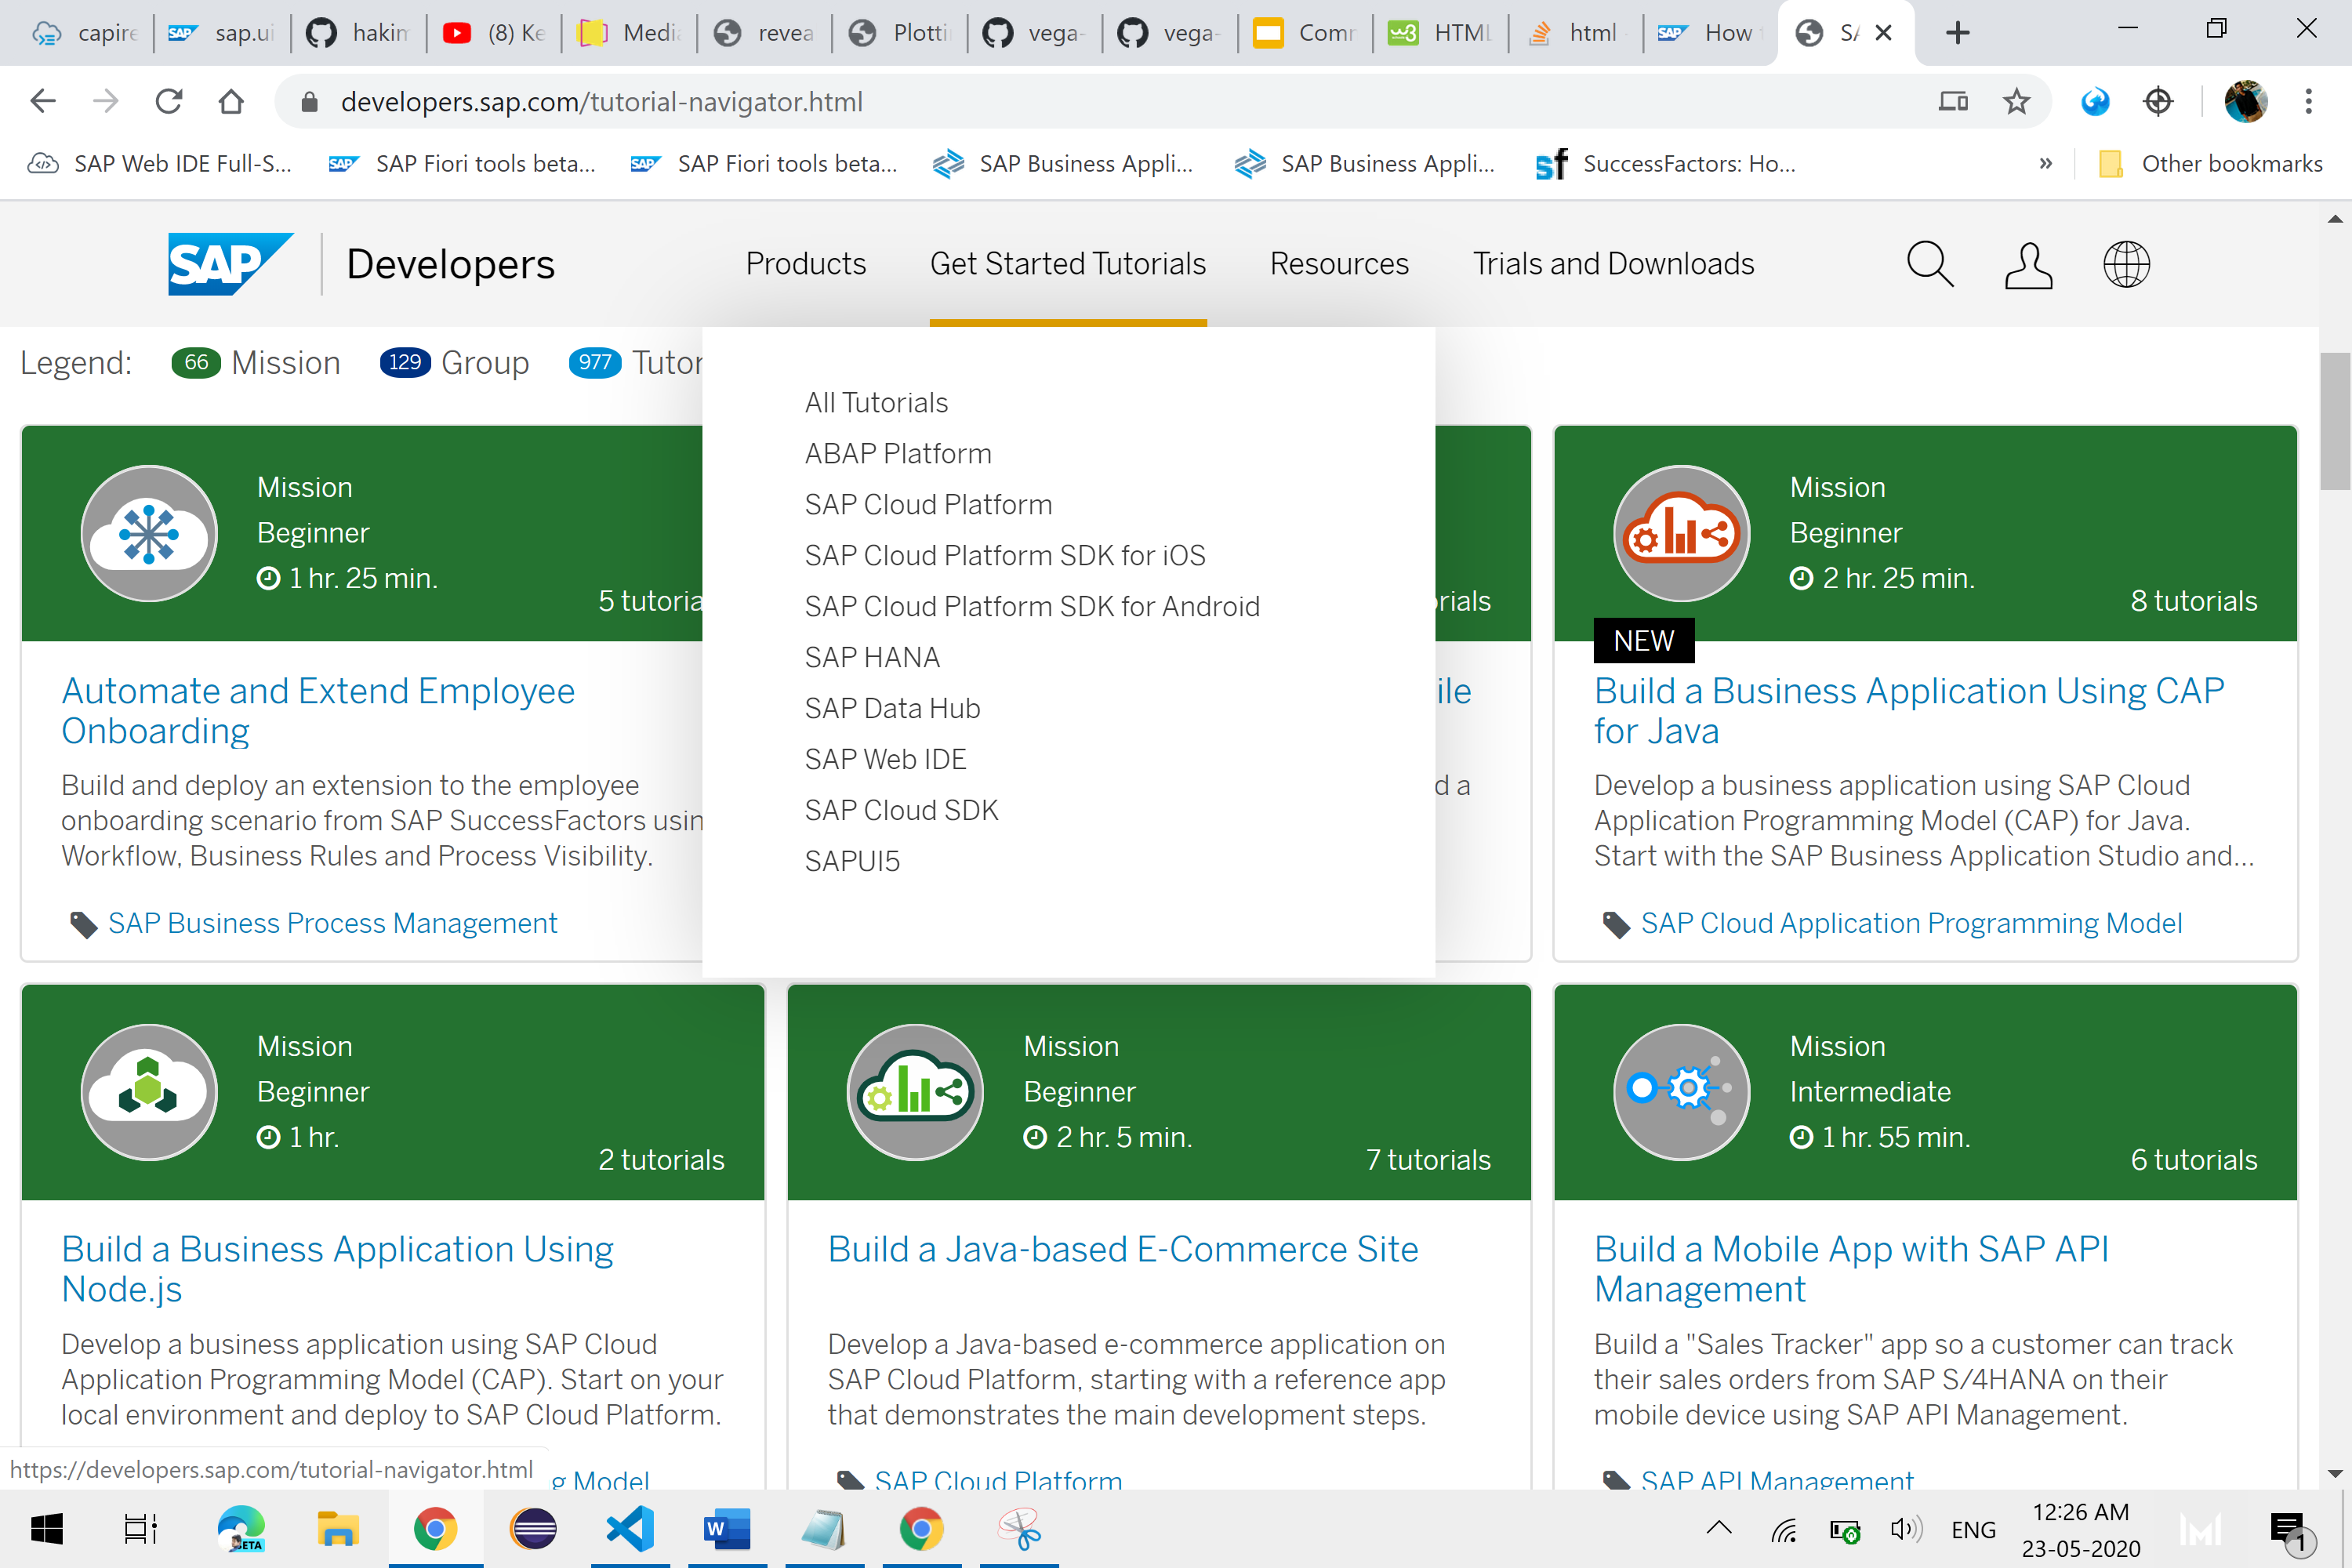 capire
SAP sap.ui
hakim
(8) Ke
Media
revea
Plotti
vega-
vega-
Comm
w3 HTML
html
SAP How
SA
developers.sap.com/tutorial-navigator.html
SAP Web IDE Full-S...
SAP SAP Fiori tools beta...
SAP SAP Fiori tools beta...
SAP Business Appli...
SAP Business Appli...
sf SuccessFactors: Ho...
»
Other bookmarks
SAP Developers
Products
Get Started Tutorials
Resources
Trials and Downloads
Legend:
66 Mission
129 Group
977 Tutor
All Tutorials
ABAP Platform
SAP Cloud Platform
SAP Cloud Platform SDK for iOS
SAP Cloud Platform SDK for Android
SAP HANA
SAP Data Hub
SAP Web IDE
SAP Cloud SDK
SAPUI5
Mission
Beginner
1 hr. 25 min.
5 tutoria
Automate and Extend Employee
Onboarding
Build and deploy an extension to the employee
onboarding scenario from SAP SuccessFactors usin
Workflow, Business Rules and Process Visibility.
SAP Business Process Management
rials
ile
d a
Mission
Beginner
2 hr. 25 min.
8 tutorials
NEW
Build a Business Application Using CAP
for Java
Develop a business application using SAP Cloud
Application Programming Model (CAP) for Java.
Start with the SAP Business Application Studio and...
SAP Cloud Application Programming Model
Mission
Beginner
1 hr.
2 tutorials
Build a Business Application Using
Node.js
Develop a business application using SAP Cloud
Application Programming Model (CAP). Start on your
local environment and deploy to SAP Cloud Platform.
g Model
Mission
Beginner
2 hr. 5 min.
7 tutorials
Build a Java-based E-Commerce Site
Develop a Java-based e-commerce application on
SAP Cloud Platform, starting with a reference app
that demonstrates the main development steps.
SAP Cloud Platform
Mission
Intermediate
1 hr. 55 min.
6 tutorials
Build a Mobile App with SAP API
Management
Build a "Sales Tracker" app so a customer can track
their sales orders from SAP S/4HANA on their
mobile device using SAP API Management.
SAP API Management
https://developers.sap.com/tutorial-navigator.html
BETA
W
ENG
12:26 AM
23-05-2020
1